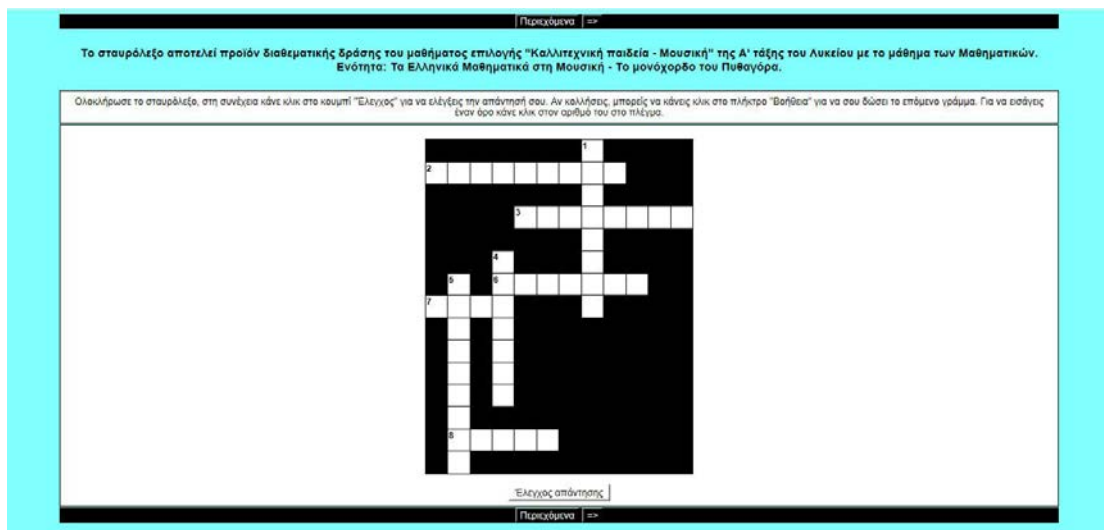 Περιεχόμενα =>
Το σταυρόλεξο αποτελεί προϊόν διαθεματικής δράσης του μαθήματος επιλογής "Καλλιτεχνική παιδεία - Μουσική" της Α' τάξης του Λυκείου με το μάθημα των Μαθηματικών.
Ενότητα: Τα Ελληνικά Μαθηματικά στη Μουσική - Το μονόχορδο του Πυθαγόρα.
Ολοκλήρωσε το σταυρόλεξο, στη συνέχεια κάνε κλικ στο κουμπί "Έλεγχος" για να ελέγξεις την απάντησή σου. Αν κολλήσεις, μπορείς να κάνεις κλικ στο πλήκτρο "Βοήθεια" για να σου δώσει το επόμενο γράμμα. Για να εισάγεις
έναν όρο κάνε κλικ στον αριθμό του στο πλέγμα.
1
2
3
4
5 6
7
8
Έλεγχος απάντησης
Περιεχόμενα =>